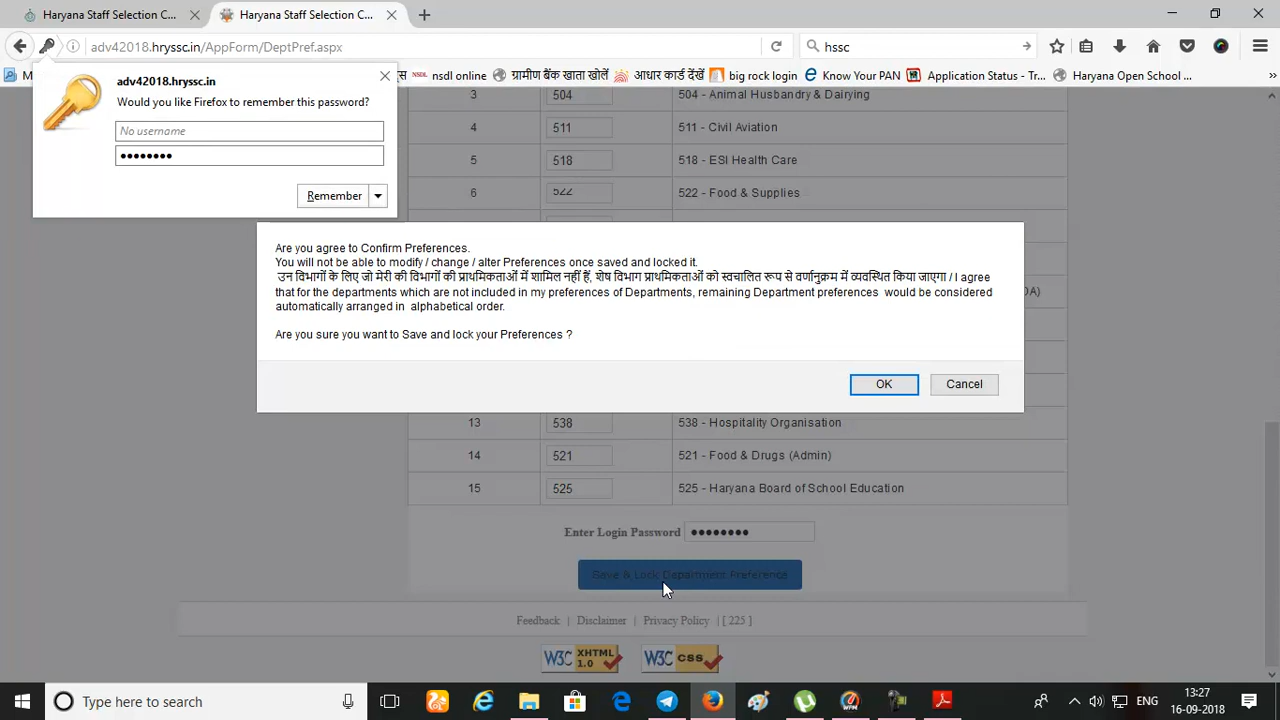 Haryana Staff Selection C...
Haryana Staff Selection C...
adv42018.hryssc.in/AppForm/DeptPref.aspx
hssc
M
nsdl online
ग्रामीण बैंक खाता खोलें
आधार कार्ड देखें
big rock login
Know Your PAN
Application Status - Tr...
Haryana Open School ...
adv42018.hryssc.in
Would you like Firefox to remember this password?
No username
Remember
3 504 504 - Animal Husbandry & Dairying
4 511 511 - Civil Aviation
5 518 518 - ESI Health Care
6 522 522 - Food & Supplies
Are you agree to Confirm Preferences.
You will not be able to modify / change / alter Preferences once saved and locked it.
उन विभागों के लिए जो मेरी की विभागों की प्राथमिकताओं में शामिल नहीं हैं, शेष विभाग प्राथमिकताओं को स्वचालित रूप से वर्णानुक्रम में व्यवस्थित किया जाएगा / I agree
that for the departments which are not included in my preferences of Departments, remaining Department preferences would be considered
automatically arranged in alphabetical order.
Are you sure you want to Save and lock your Preferences ?
OK Cancel
13 538 538 - Hospitality Organisation
14 521 521 - Food & Drugs (Admin)
15 525 525 - Haryana Board of School Education
Enter Login Password
Save & Lock Department Preference
Feedback | Disclaimer | Privacy Policy | [ 225 ]
W3C XHTML 1.0
W3C css
Type here to search
ENG
13:27
16-09-2018